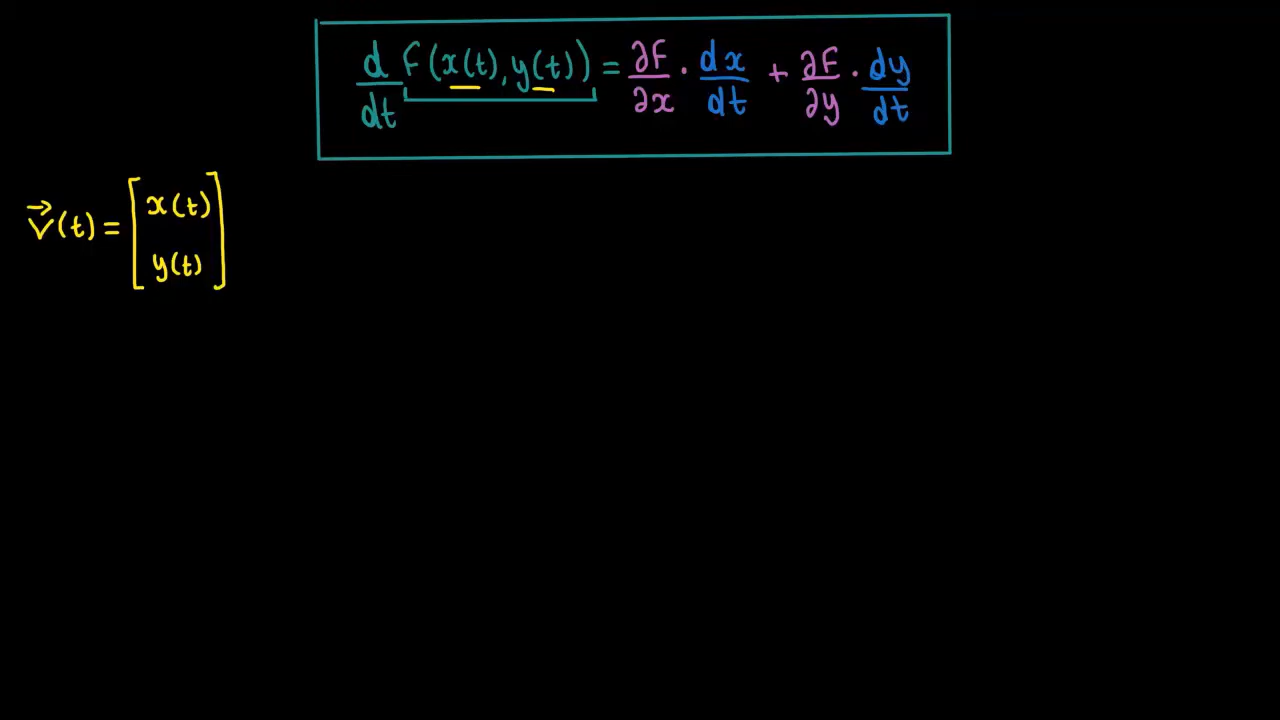 d/dt F(x(t), y(t)) = ∂F/∂x · dx/dt + ∂F/∂y · dy/dt
v⃗(t) = [x(t)
y(t)]